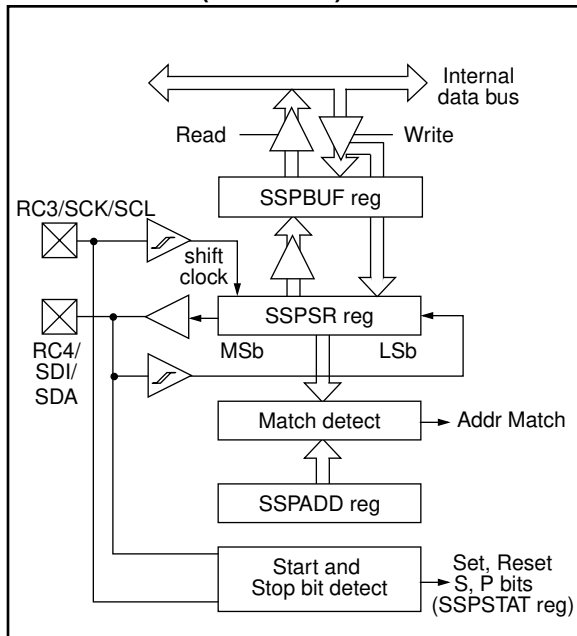 Internal
data bus
Read
Write
SSPBUF reg
RC3/SCK/SCL
shift
clock
SSPSR reg
MSb
LSb
RC4/
SDI/
SDA
Match detect
Addr Match
SSPADD reg
Start and
Stop bit detect
Set, Reset
S, P bits
(SSPSTAT reg)